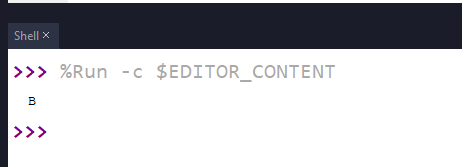 Shell ×
>>> %Run -c $EDITOR_CONTENT
B
>>>